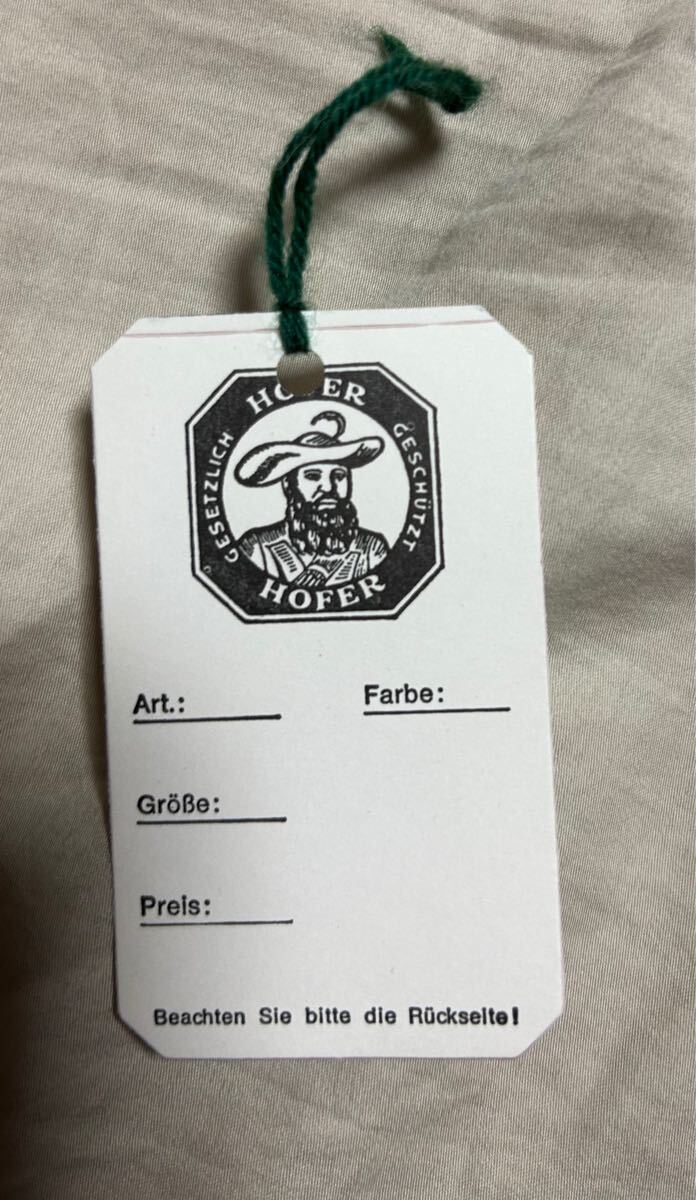 HOFER
GESETZLICH
GESCHÜTZT
HOFER
Art.:
Farbe:
Größe:
Preis:
Beachten Sie bitte die Rückseite!